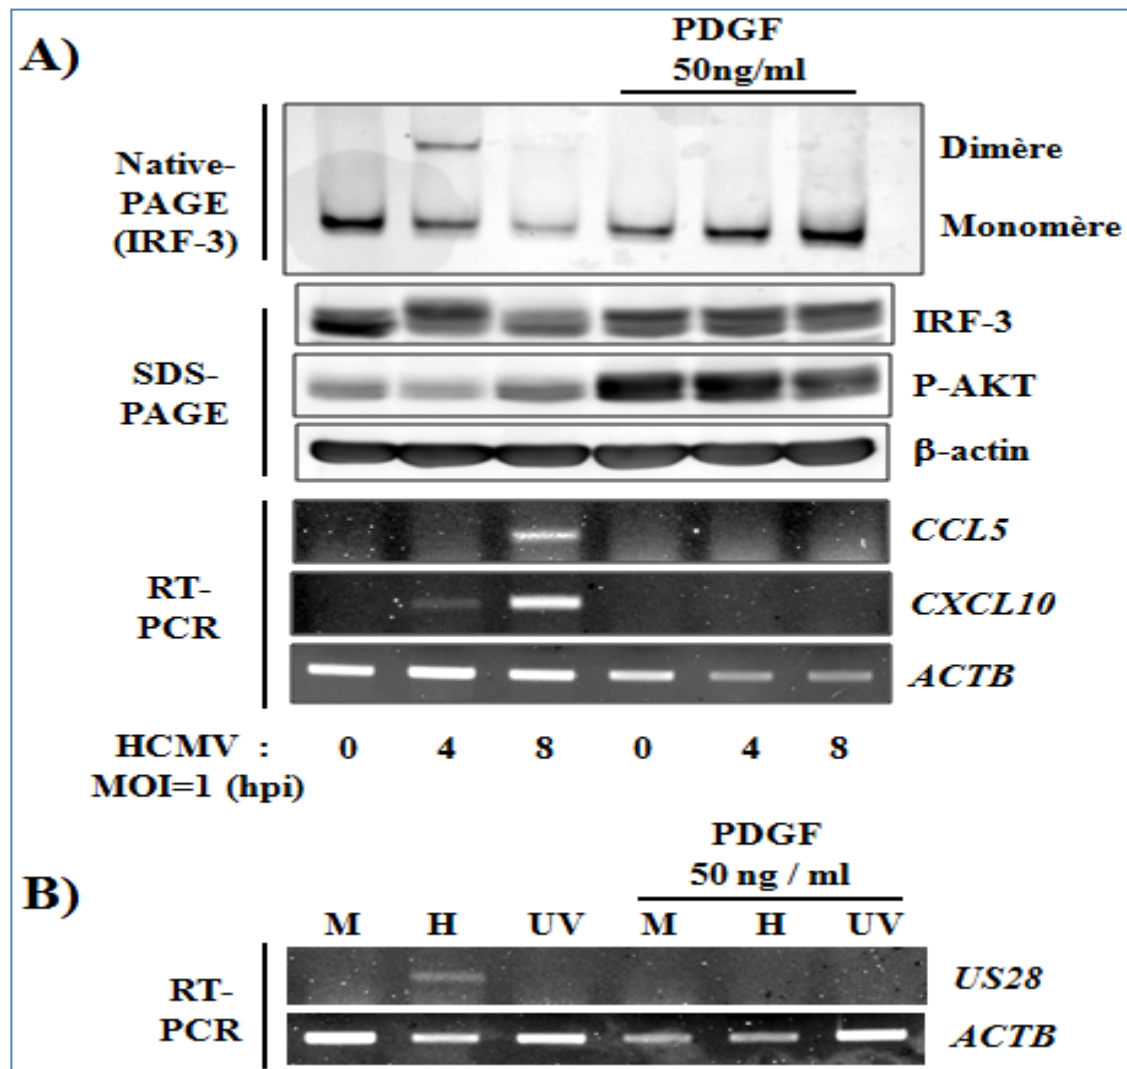 A)
PDGF
50ng/ml
Native-
PAGE
(IRF-3)
Dimère
Monomère
SDS-
PAGE
IRF-3
P-AKT
β-actin
RT-
PCR
CCL5
CXCL10
ACTB
HCMV : 0 4 8 0 4 8
MOI=1 (hpi)
B)
PDGF
50 ng / ml
M H UV M H UV
RT-
PCR
US28
ACTB